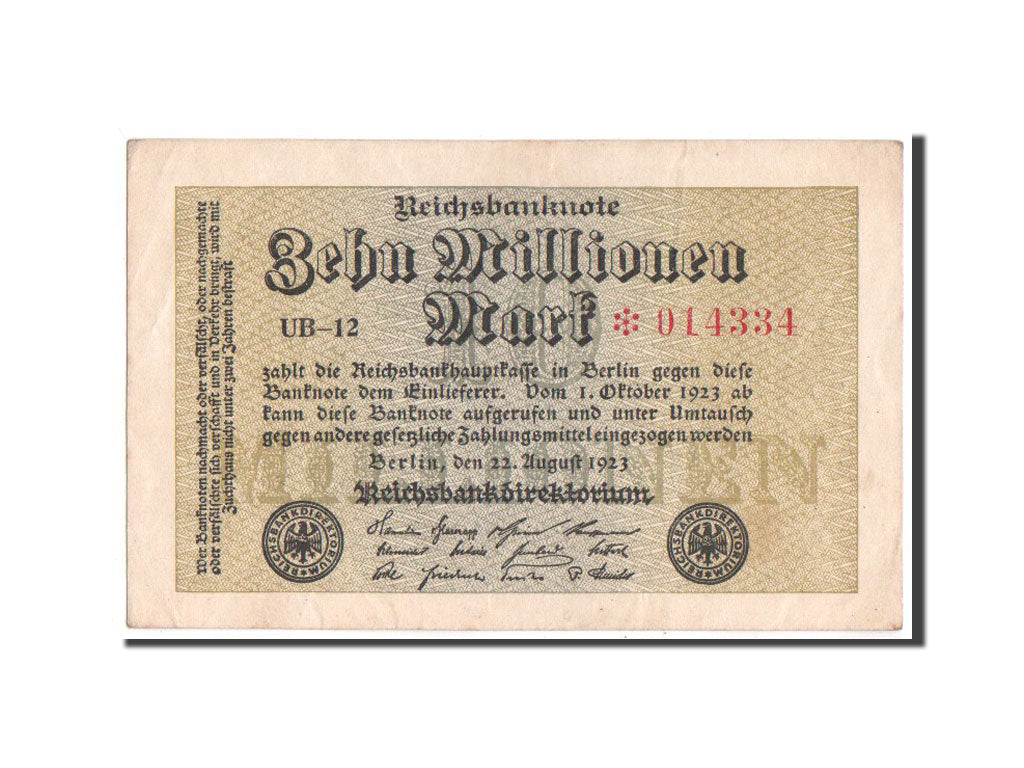 Reichsbanknote
Zehn Millionen
Mark
UB–12
* 014334
zahlt die Reichsbankhauptkasse in Berlin gegen diese
Banknote dem Einlieferer. Vom 1. Oktober 1923 ab
kann diese Banknote aufgerufen und unter Umtausch
gegen andere gesetzliche Zahlungsmittel eingezogen werden
Berlin, den 22. August 1923
Reichsbankdirektorium
REICHSBANKDIREKTORIUM
REICHSBANKDIREKTORIUM
Wer Banknoten nachmacht oder verfälscht, oder nachgemachte
oder verfälschte sich verschafft und in Verkehr bringt, wird mit
Zuchthaus nicht unter zwei Jahren bestraft